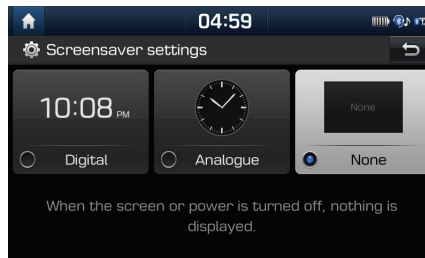 04:59
Screensaver settings
10:08 PM
None
Digital
Analogue
None
When the screen or power is turned off, nothing is
displayed.